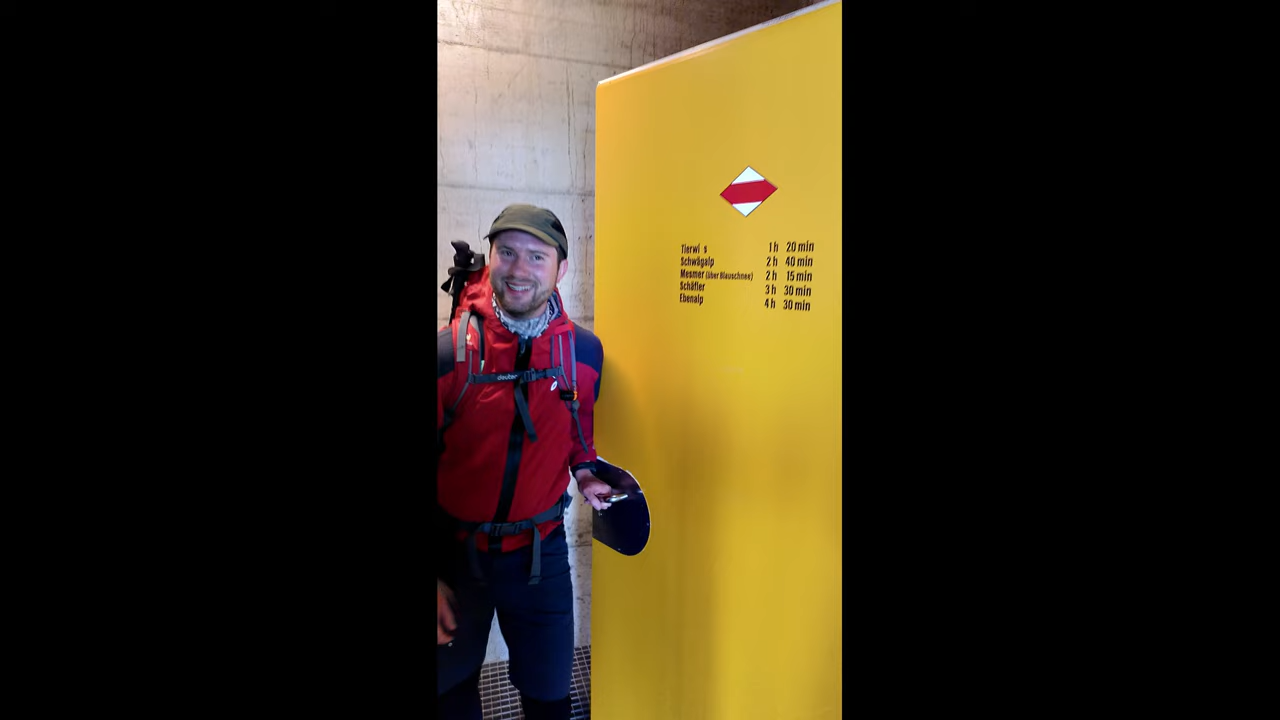 Tierwi s 1 h 20 min
Schwägalp 2 h 40 min
Mesmer (über Blauschnee) 2 h 15 min
Schäfler 3 h 30 min
Ebenalp 4 h 30 min
deuter